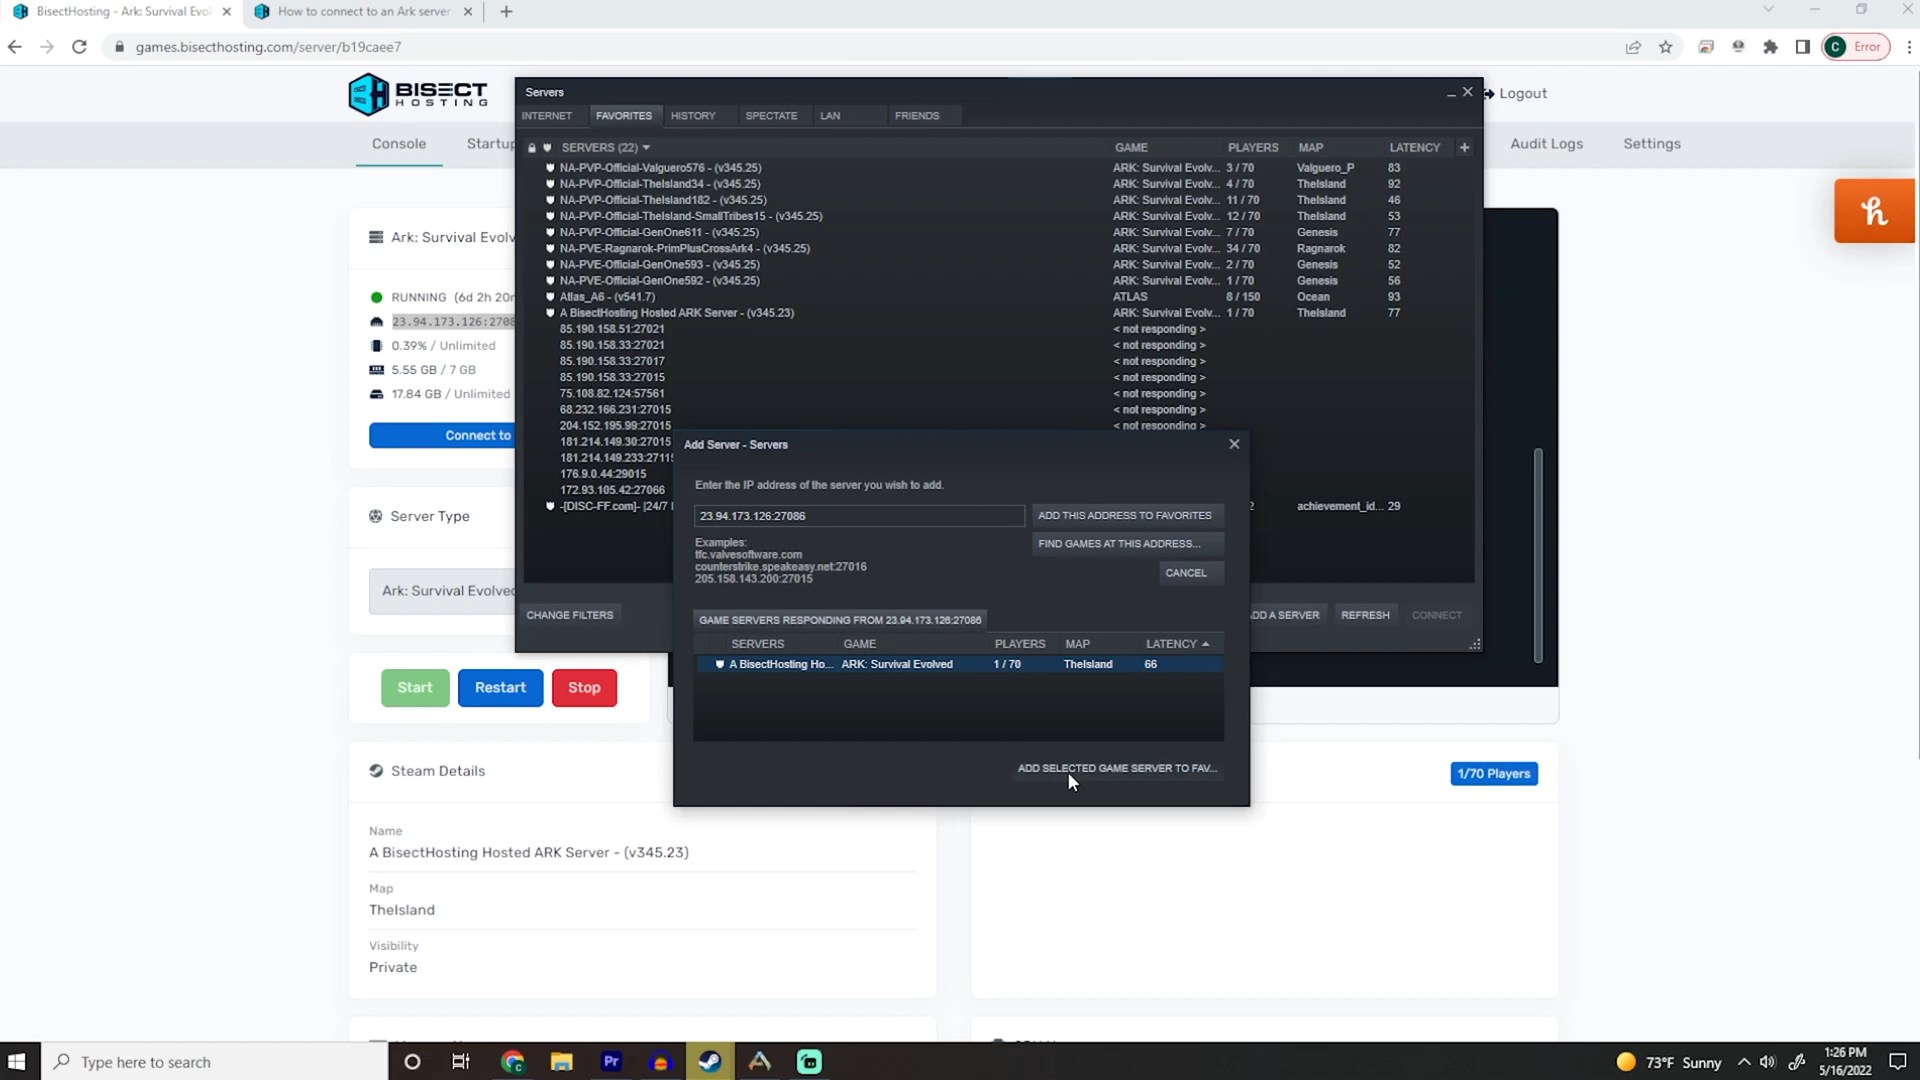 BisectHosting - Ark: Survival Evol
How to connect to an Ark server
games.bisecthosting.com/server/b19caee7
C Error
BISECT
HOSTING
Logout
Console
Startup
Audit Logs
Settings
Servers
INTERNET FAVORITES HISTORY SPECTATE LAN FRIENDS
SERVERS (22) GAME PLAYERS MAP LATENCY +
NA-PVP-Official-Valguero576 - (v345.25) ARK: Survival Evolv... 3 / 70 Valguero_P 83
NA-PVP-Official-TheIsland34 - (v345.25) ARK: Survival Evolv... 4 / 70 TheIsland 92
NA-PVP-Official-TheIsland182 - (v345.25) ARK: Survival Evolv... 11 / 70 TheIsland 46
NA-PVP-Official-TheIsland-SmallTribes15 - (v345.25) ARK: Survival Evolv... 12 / 70 TheIsland 53
NA-PVP-Official-GenOne611 - (v345.25) ARK: Survival Evolv... 7 / 70 Genesis 77
NA-PVE-Ragnarok-PrimPlusCrossArk4 - (v345.25) ARK: Survival Evolv... 34 / 70 Ragnarok 82
NA-PVE-Official-GenOne593 - (v345.25) ARK: Survival Evolv... 2 / 70 Genesis 52
NA-PVE-Official-GenOne592 - (v345.25) ARK: Survival Evolv... 1 / 70 Genesis 56
Atlas_A6 - (v541.7) ATLAS 8 / 150 Ocean 93
A BisectHosting Hosted ARK Server - (v345.23) ARK: Survival Evolv... 1 / 70 TheIsland 77
85.190.158.51:27021 < not responding >
85.190.158.33:27021 < not responding >
85.190.158.33:27017 < not responding >
85.190.158.33:27015 < not responding >
75.108.82.124:57561 < not responding >
68.232.166.231:27015 < not responding >
204.152.195.99:27015 < not responding >
181.214.149.30:27015
181.214.149.233:27115
176.9.0.44:29015
172.93.105.42:27066
-[DISC-FF.com]- |24/7 2 achievement_id... 29
CHANGE FILTERS
DD A SERVER
REFRESH
CONNECT
Add Server - Servers
Enter the IP address of the server you wish to add.
23.94.173.126:27086
ADD THIS ADDRESS TO FAVORITES
FIND GAMES AT THIS ADDRESS...
CANCEL
Examples:
tfc.valvesoftware.com
counterstrike.speakeasy.net:27016
205.158.143.200:27015
GAME SERVERS RESPONDING FROM 23.94.173.126:27086
SERVERS GAME PLAYERS MAP LATENCY
A BisectHosting Ho... ARK: Survival Evolved 1 / 70 TheIsland 66
ADD SELECTED GAME SERVER TO FAV...
Ark: Survival Evolv
RUNNING (6d 2h 20m
23.94.173.126:2708
0.39% / Unlimited
5.55 GB / 7 GB
17.84 GB / Unlimited
Connect to
Server Type
Ark: Survival Evolved
Start
Restart
Stop
Steam Details
1/70 Players
Name
A BisectHosting Hosted ARK Server - (v345.23)
Map
TheIsland
Visibility
Private
Type here to search
Pr
73°F Sunny
1:26 PM
5/16/2022